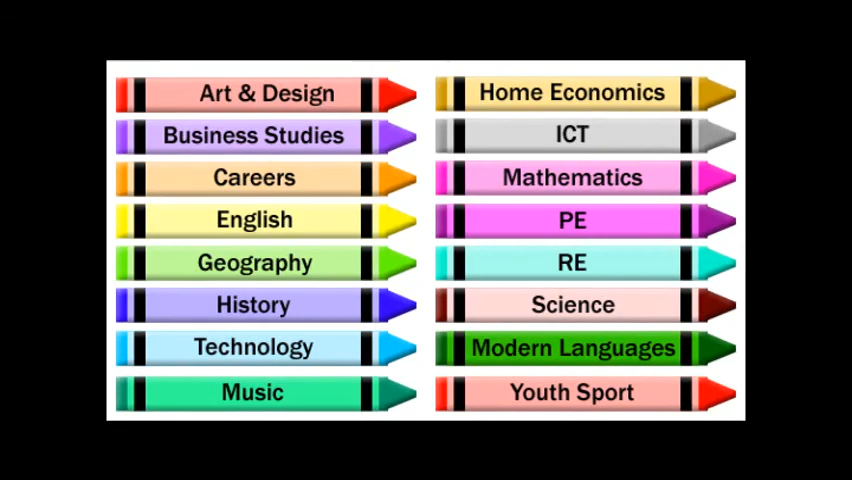 Art & Design
Business Studies
Careers
English
Geography
History
Technology
Music
Home Economics
ICT
Mathematics
PE
RE
Science
Modern Languages
Youth Sport